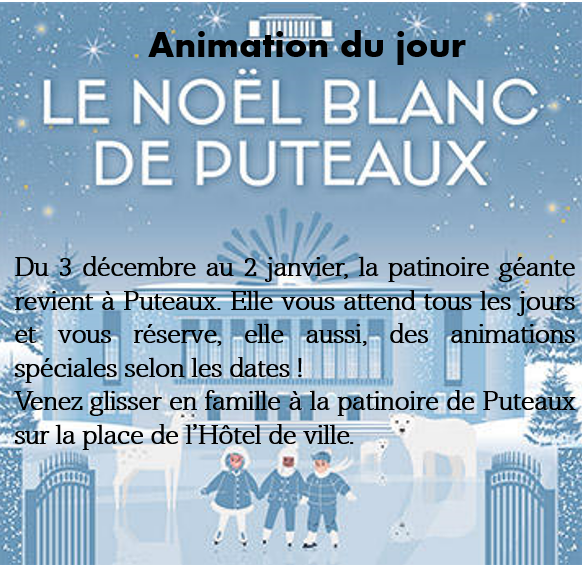 Animation du jour
LE NOËL BLANC
DE PUTEAUX
Du 3 décembre au 2 janvier, la patinoire géante
revient à Puteaux. Elle vous attend tous les jours
et vous réserve, elle aussi, des animations
spéciales selon les dates !
Venez glisser en famille à la patinoire de Puteaux
sur la place de l'Hôtel de ville.